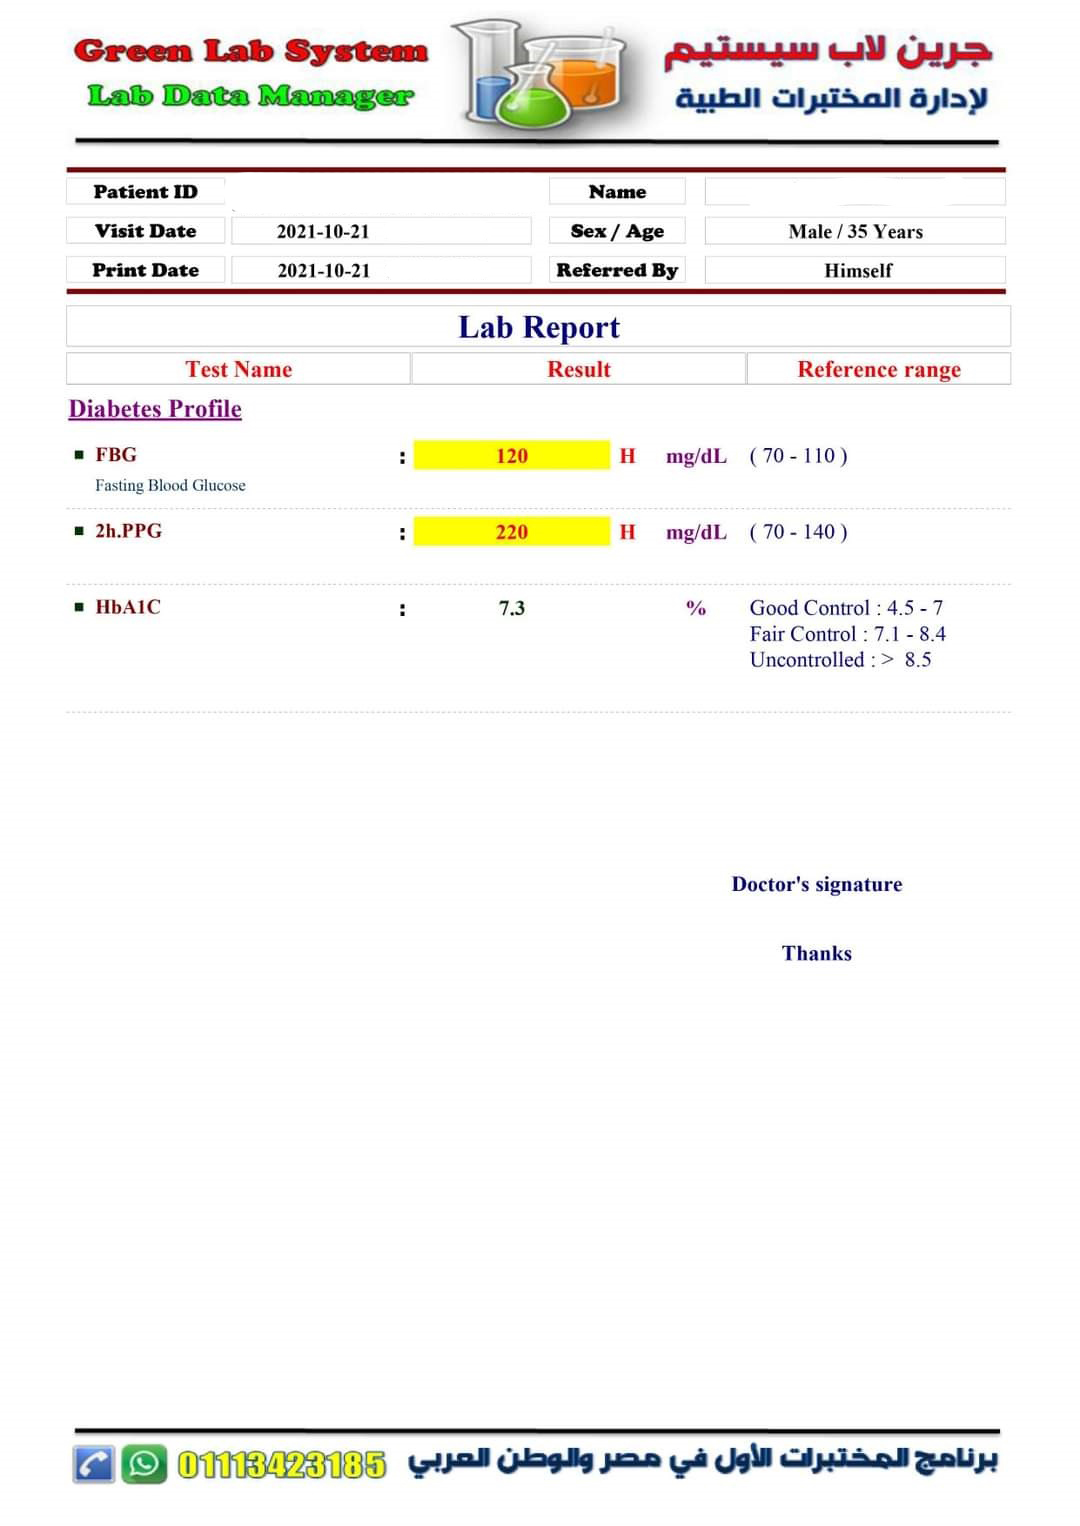 Green Lab System
Lab Data Manager
جرين لاب سيستيم
لإدارة المختبرات الطبية
Patient ID
Name
Visit Date 2021-10-21 Sex / Age Male / 35 Years
Print Date 2021-10-21 Referred By Himself
Lab Report
Test Name Result Reference range
Diabetes Profile
FBG : 120 H mg/dL ( 70 - 110 )
Fasting Blood Glucose
2h.PPG : 220 H mg/dL ( 70 - 140 )
HbA1C : 7.3 % Good Control : 4.5 - 7
Fair Control : 7.1 - 8.4
Uncontrolled : > 8.5
Doctor's signature
Thanks
01113423185 برنامج المختبرات الأول في مصر والوطن العربي